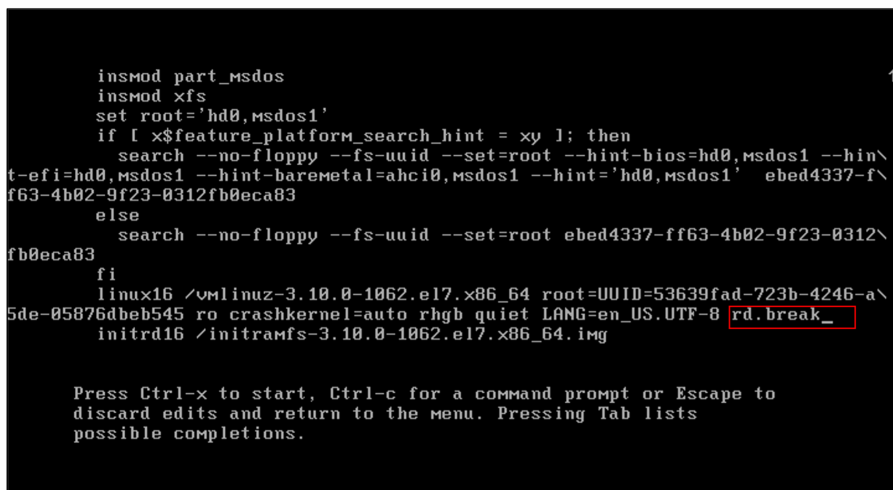 insmod part_msdos
insmod xfs
set root='hd0,msdos1'
if [ x$feature_platform_search_hint = xy ]; then
search --no-floppy --fs-uuid --set=root --hint-bios=hd0,msdos1 --hin\
t-efi=hd0,msdos1 --hint-baremetal=ahci0,msdos1 --hint='hd0,msdos1'  ebed4337-f\
f63-4b02-9f23-0312fb0eca83
else
search --no-floppy --fs-uuid --set=root ebed4337-ff63-4b02-9f23-0312\
fb0eca83
fi
linux16 /vmlinuz-3.10.0-1062.el7.x86_64 root=UUID=53639fad-723b-4246-a\
5de-05876dbeb545 ro crashkernel=auto rhgb quiet LANG=en_US.UTF-8 rd.break_
initrd16 /initramfs-3.10.0-1062.el7.x86_64.img
Press Ctrl-x to start, Ctrl-c for a command prompt or Escape to
discard edits and return to the menu. Pressing Tab lists
possible completions.